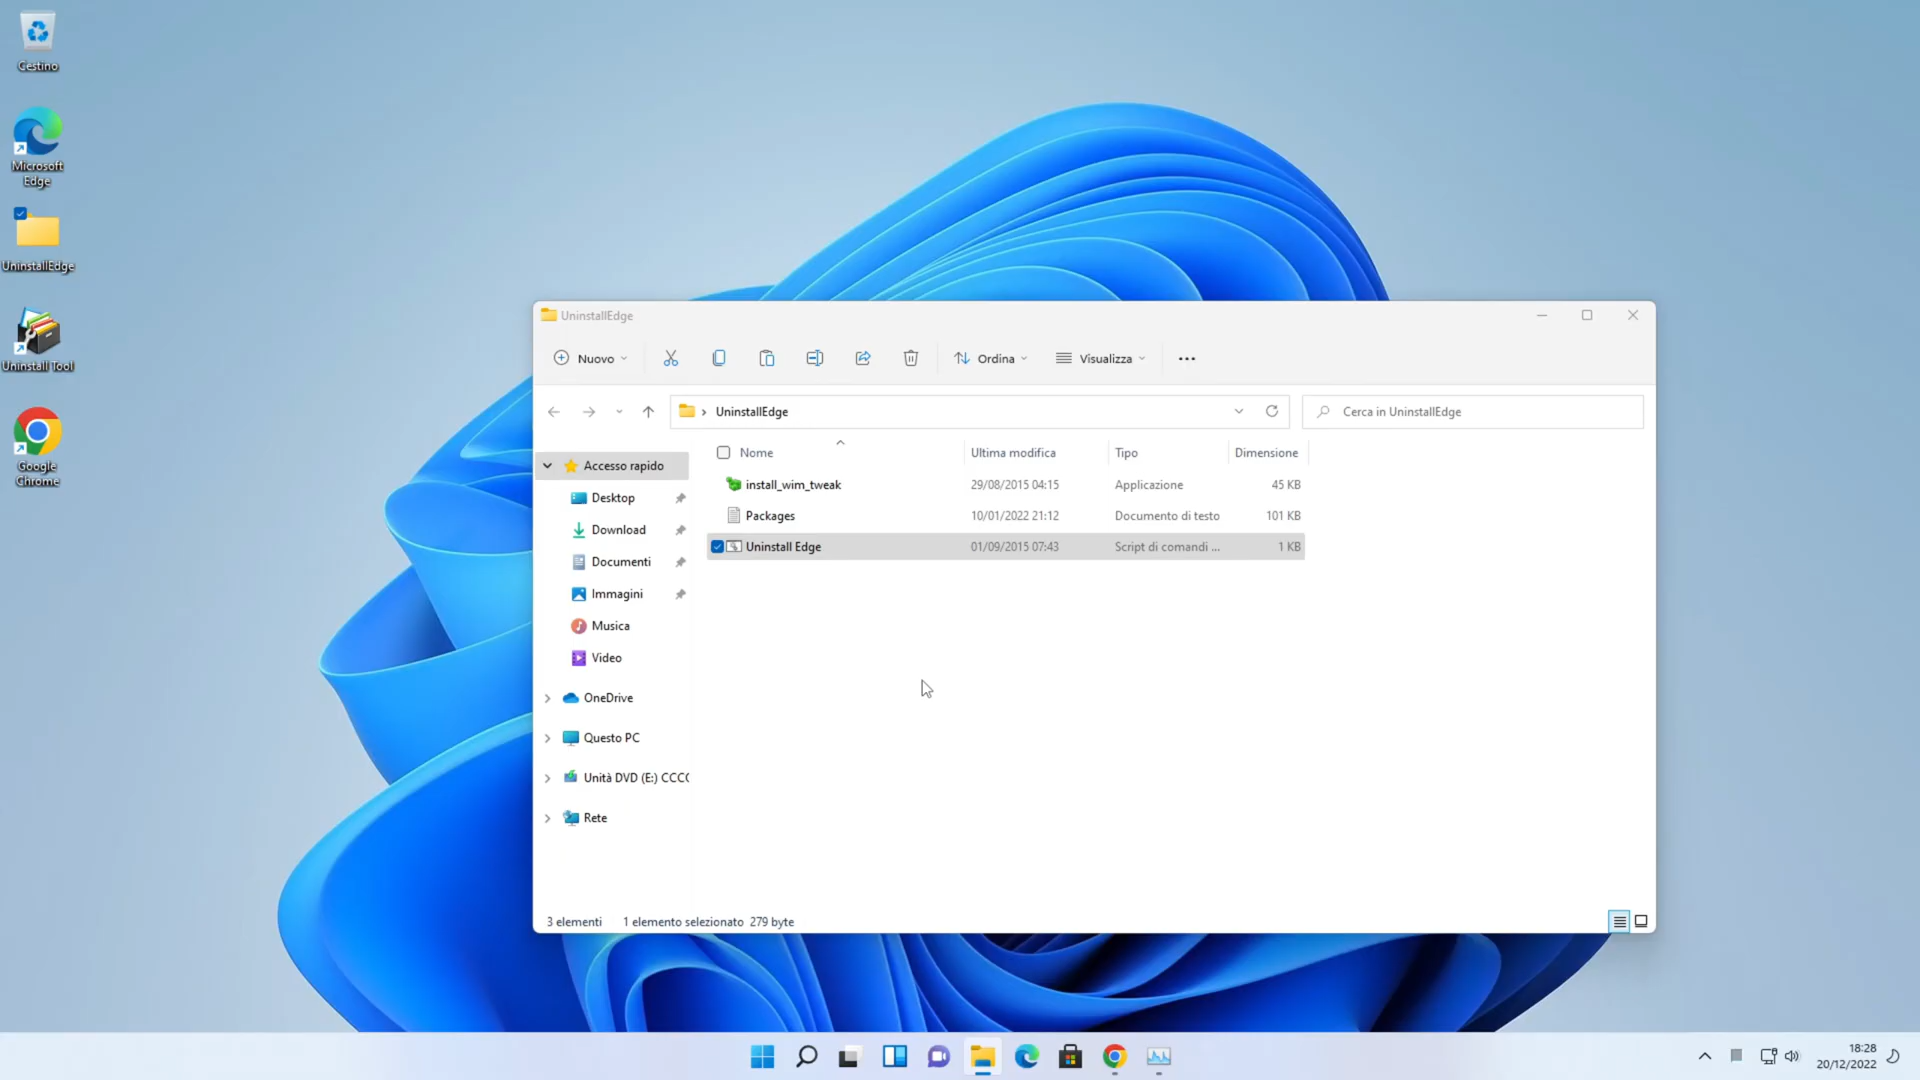 Cestino
Microsoft
Edge
UninstallEdge
Uninstall Tool
Google
Chrome
UninstallEdge
Nuovo
Ordina
Visualizza
UninstallEdge
Cerca in UninstallEdge
Accesso rapido
Desktop
Download
Documenti
Immagini
Musica
Video
OneDrive
Questo PC
Unità DVD (E:) CCCO
Rete
Nome Ultima modifica Tipo Dimensione
install_wim_tweak 29/08/2015 04:15 Applicazione 45 KB
Packages 10/01/2022 21:12 Documento di testo 101 KB
Uninstall Edge 01/09/2015 07:43 Script di comandi ... 1 KB
3 elementi 1 elemento selezionato 279 byte
18:28
20/12/2022